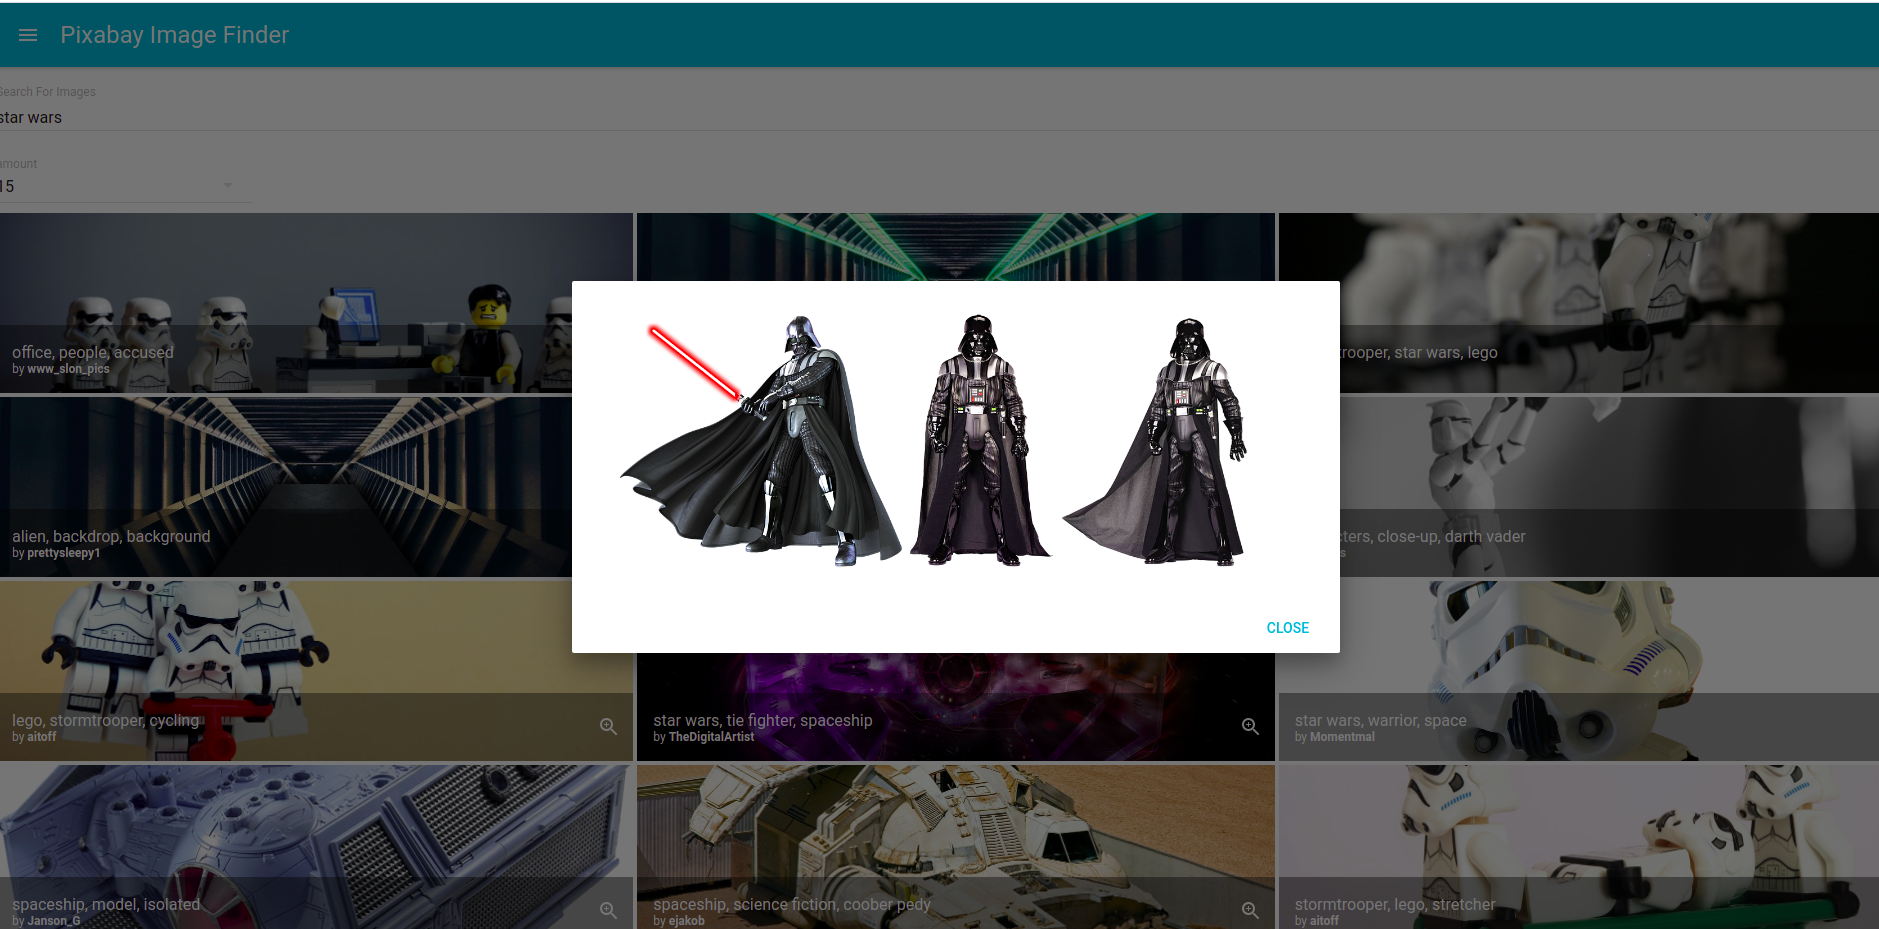 Pixabay Image Finder
Search For Images
star wars
amount
15
office, people, accused
by www_slon_pics
trooper, star wars, lego
alien, backdrop, background
by prettysleepy1
cters, close-up, darth vader
s
CLOSE
lego, stormtrooper, cycling
by aitoff
star wars, tie fighter, spaceship
by TheDigitalArtist
star wars, warrior, space
by Momentmal
spaceship, model, isolated
by Janson_G
spaceship, science fiction, coober pedy
by ejakob
stormtrooper, lego, stretcher
by aitoff